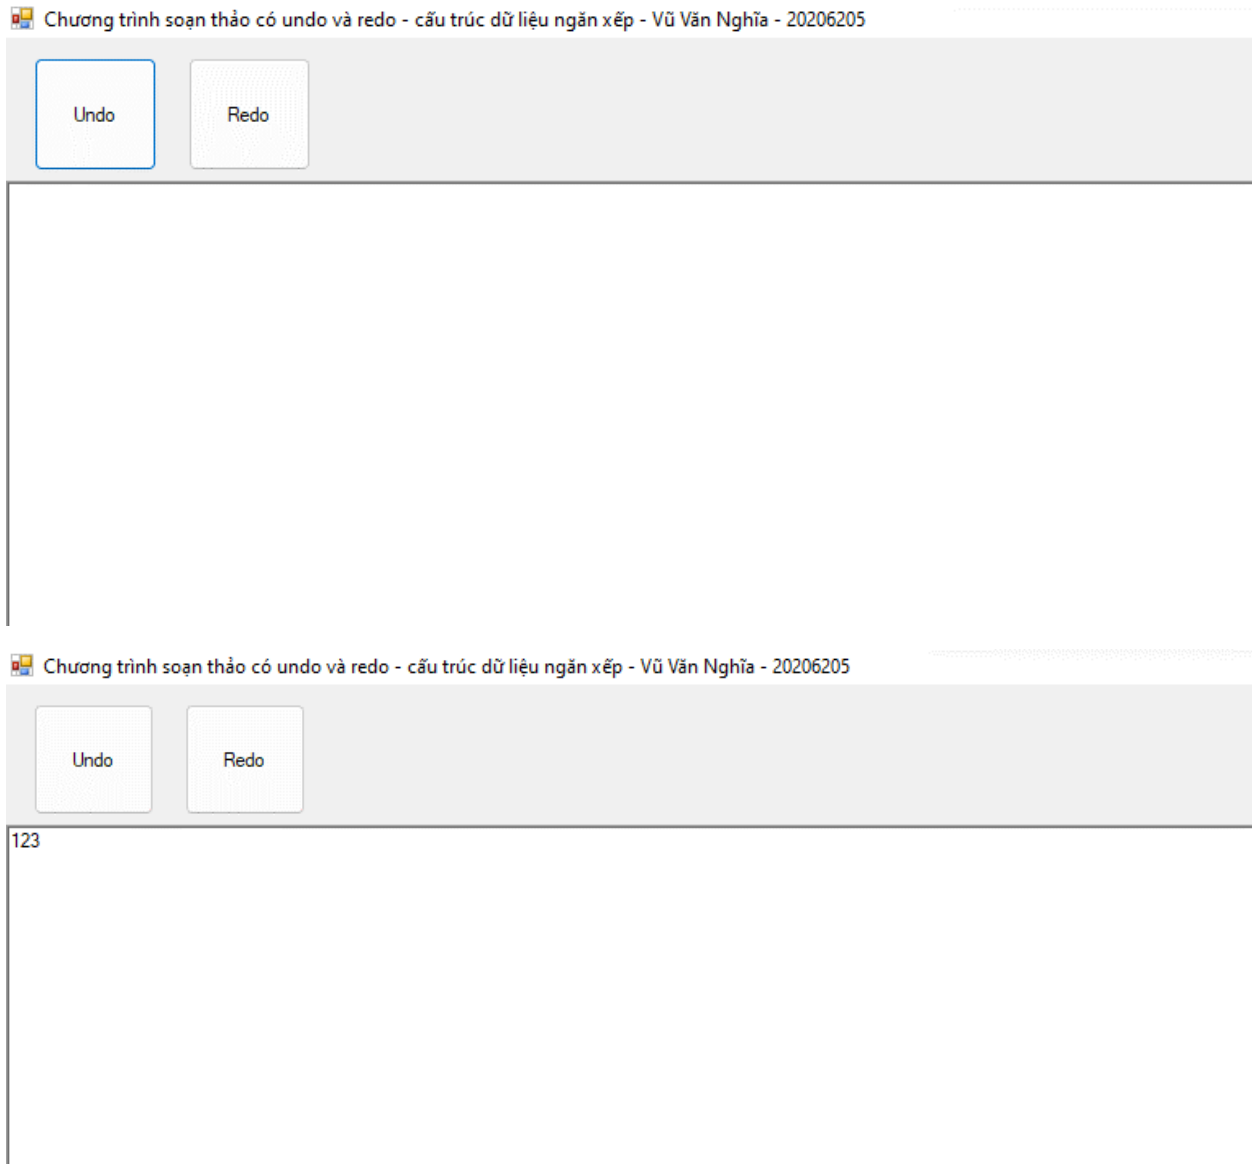 Chương trình soạn thảo có undo và redo - cấu trúc dữ liệu ngăn xếp - Vũ Văn Nghĩa - 20206205
Undo Redo
Chương trình soạn thảo có undo và redo - cấu trúc dữ liệu ngăn xếp - Vũ Văn Nghĩa - 20206205
Undo Redo
123